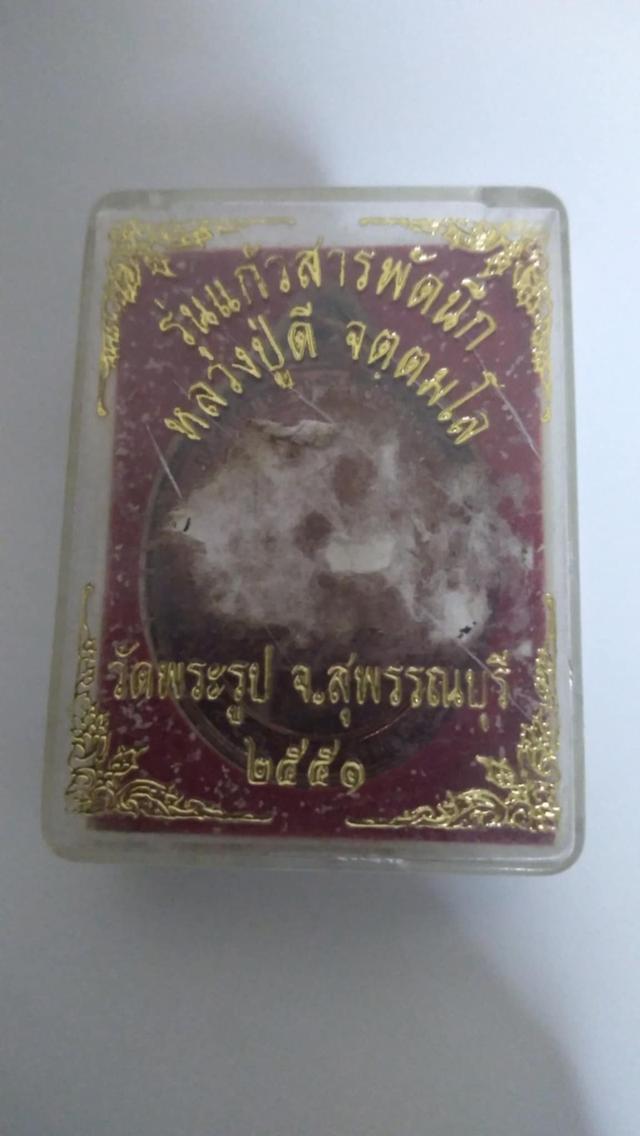 รุ่นแก้วสารพัดนึก
หลวงปู่ดี จตฺตมโล
วัดพระรูป จ.สุพรรณบุรี
๒๕๕๑